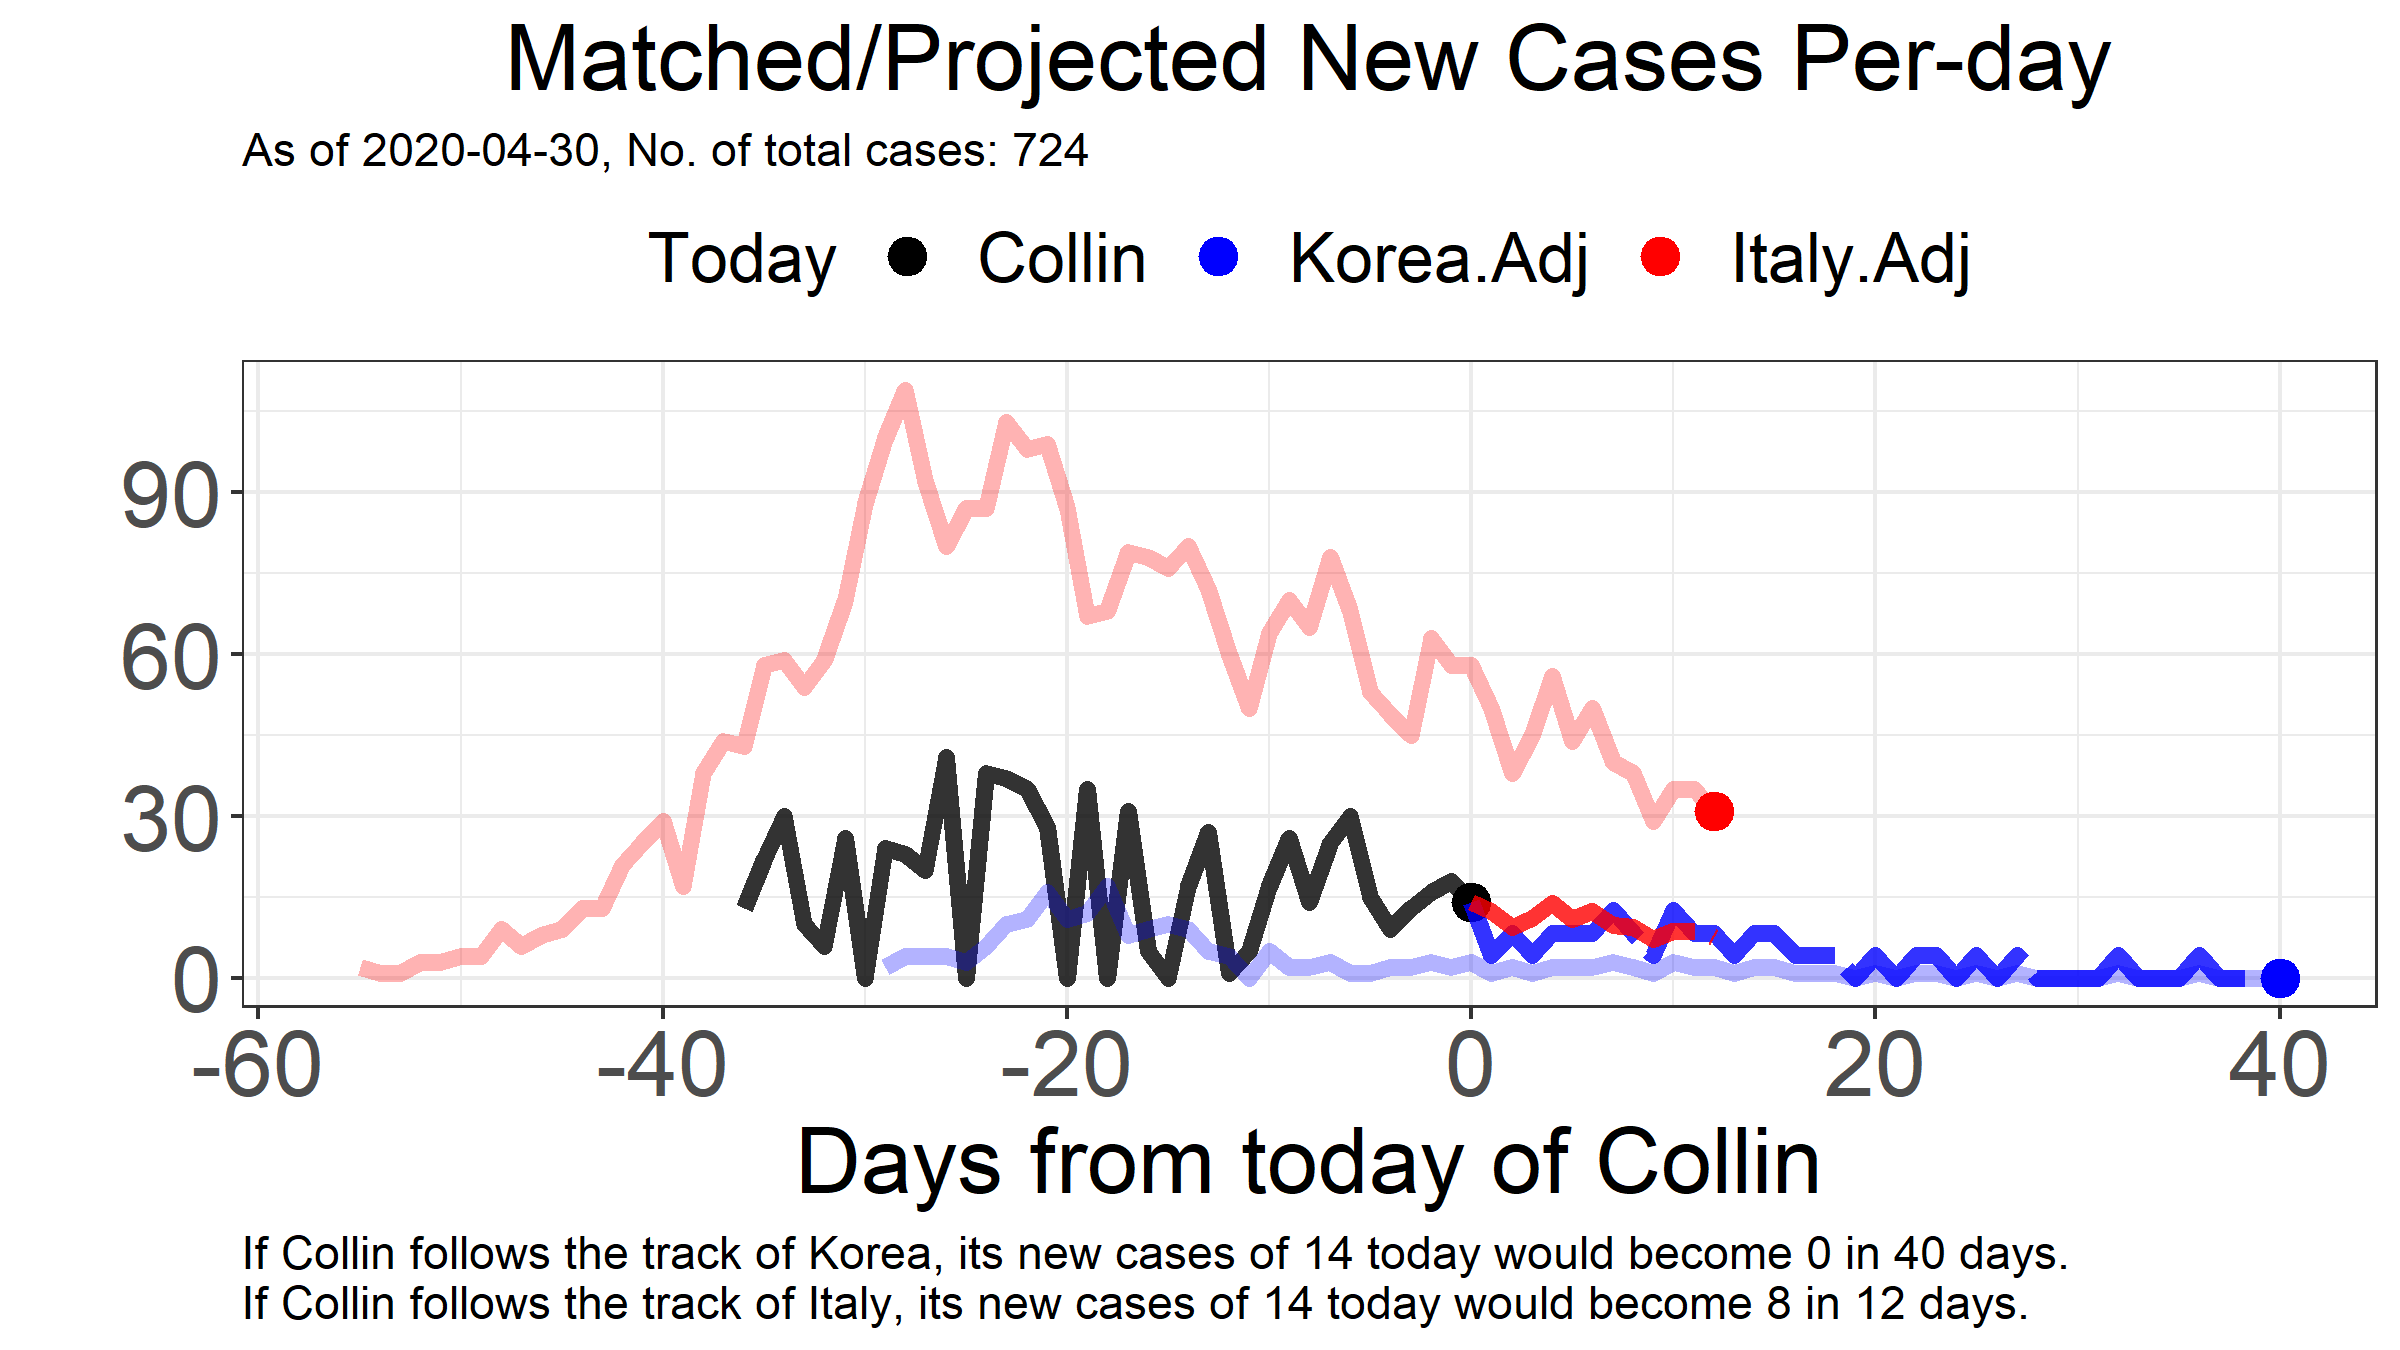 Matched/Projected New Cases Per-day
As of 2020-04-30, No. of total cases: 724
Today Collin Korea.Adj Italy.Adj
90
60
30
0
-60 -40 -20 0 20 40
Days from today of Collin
If Collin follows the track of Korea, its new cases of 14 today would become 0 in 40 days.
If Collin follows the track of Italy, its new cases of 14 today would become 8 in 12 days.